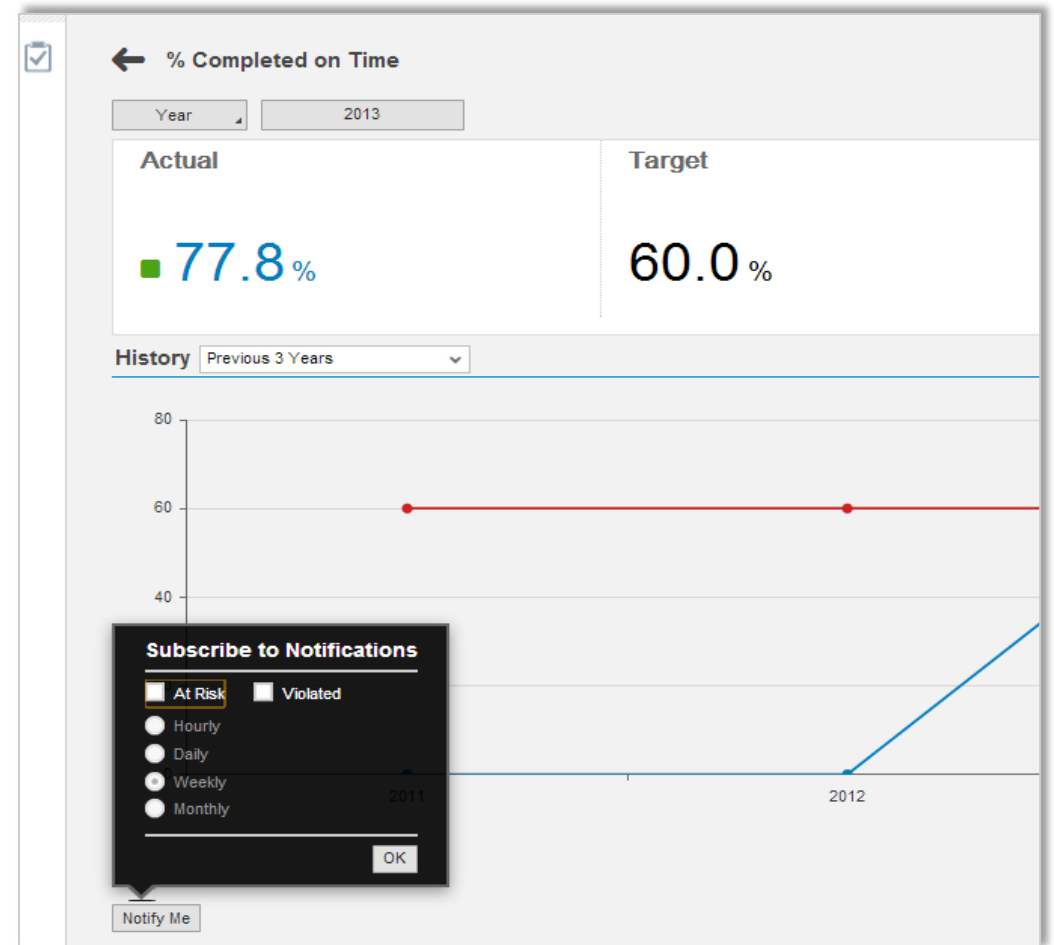 % Completed on Time
Year 2013
Actual Target
77.8 % 60.0 %
History Previous 3 Years
80
60
40
Subscribe to Notifications
At Risk Violated
Hourly
Daily
Weekly
Monthly
2011 2012
OK
Notify Me